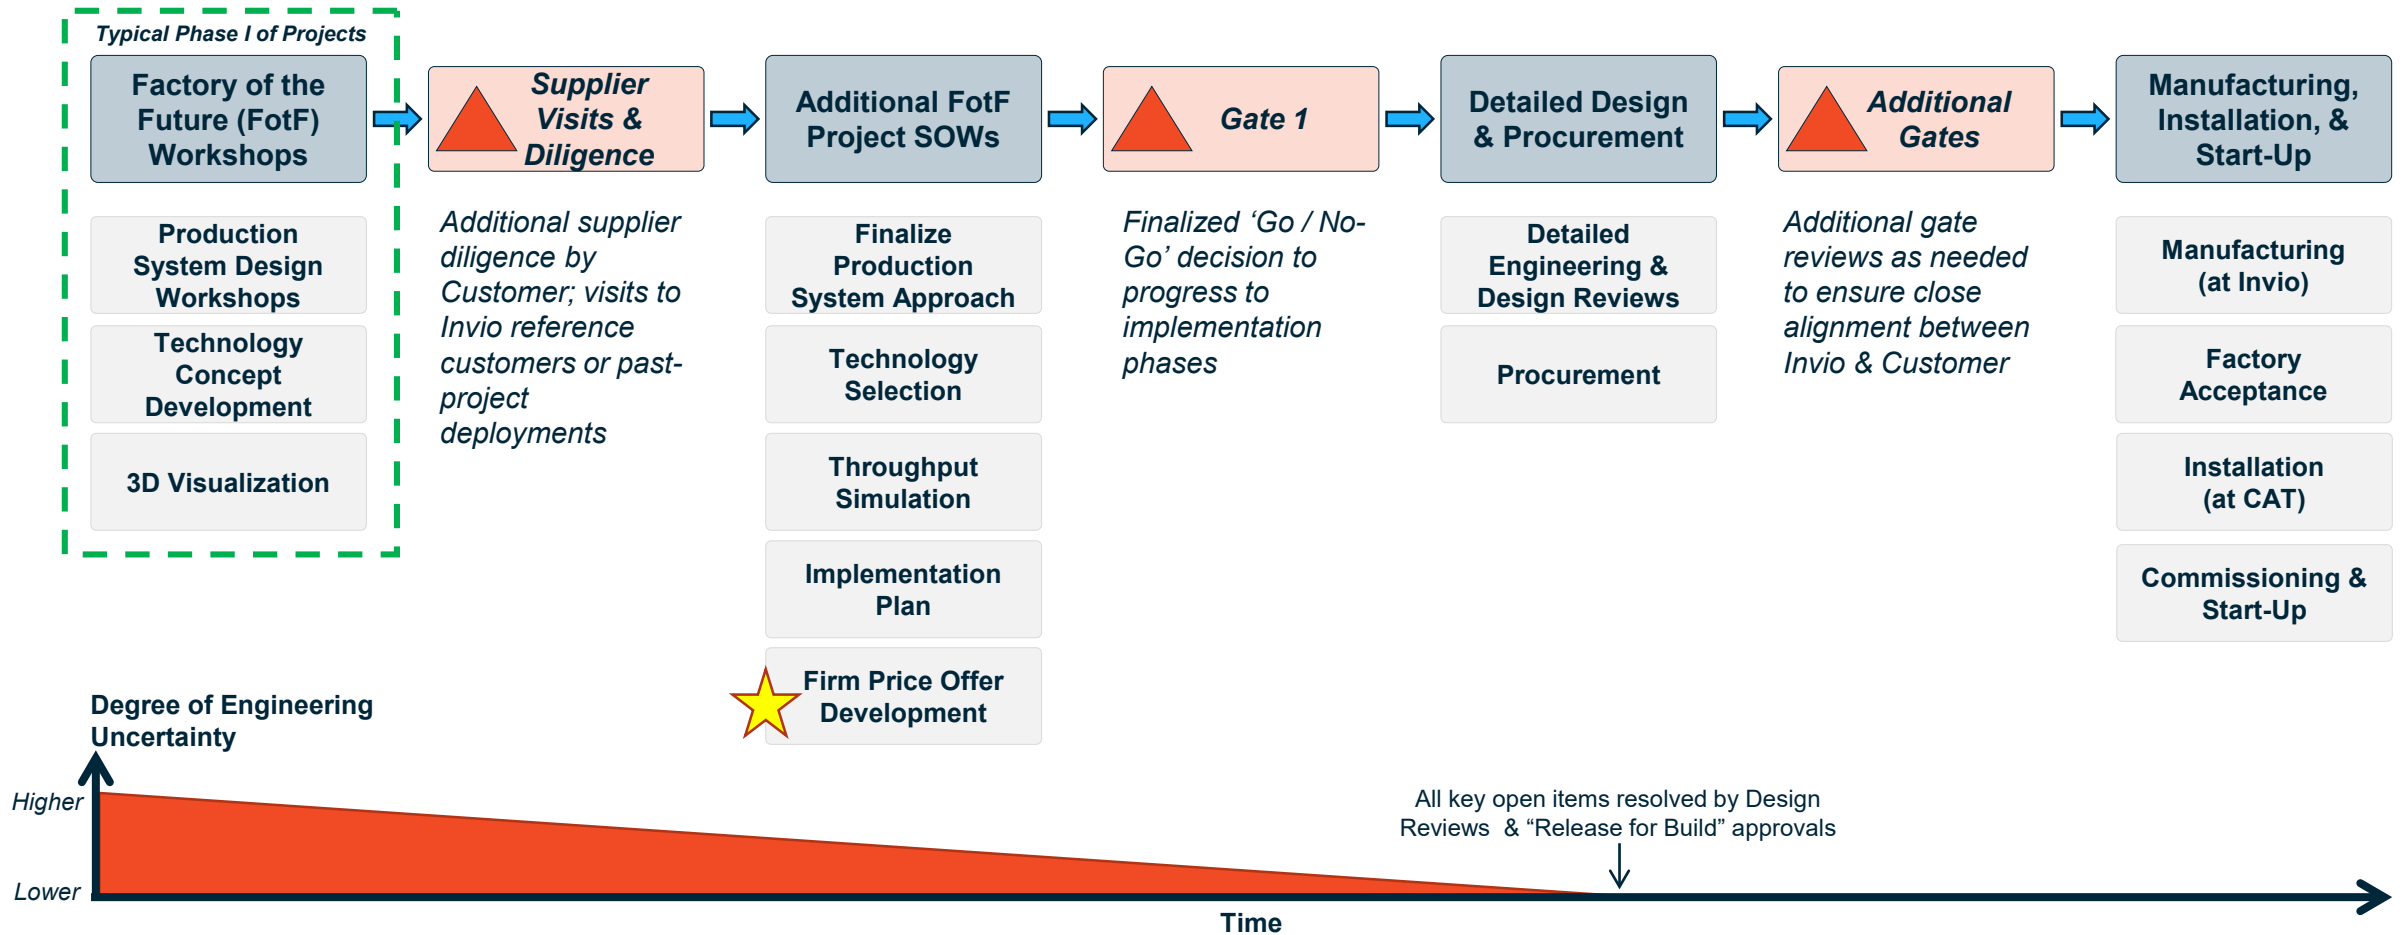 Typical Phase I of Projects
Factory of the
Future (FotF)
Workshops
Supplier
Visits &
Diligence
Additional FotF
Project SOWs
Gate 1
Detailed Design
& Procurement
Additional
Gates
Manufacturing,
Installation, &
Start-Up
Production
System Design
Workshops
Technology
Concept
Development
3D Visualization
Additional supplier
diligence by
Customer; visits to
Invio reference
customers or past-
project
deployments
Finalize
Production
System Approach
Technology
Selection
Throughput
Simulation
Implementation
Plan
Firm Price Offer
Development
Finalized ‘Go / No-
Go’ decision to
progress to
implementation
phases
Detailed
Engineering &
Design Reviews
Procurement
Additional gate
reviews as needed
to ensure close
alignment between
Invio & Customer
Manufacturing
(at Invio)
Factory
Acceptance
Installation
(at CAT)
Commissioning &
Start-Up
Degree of Engineering
Uncertainty
Higher
Lower
All key open items resolved by Design
Reviews & “Release for Build” approvals
Time